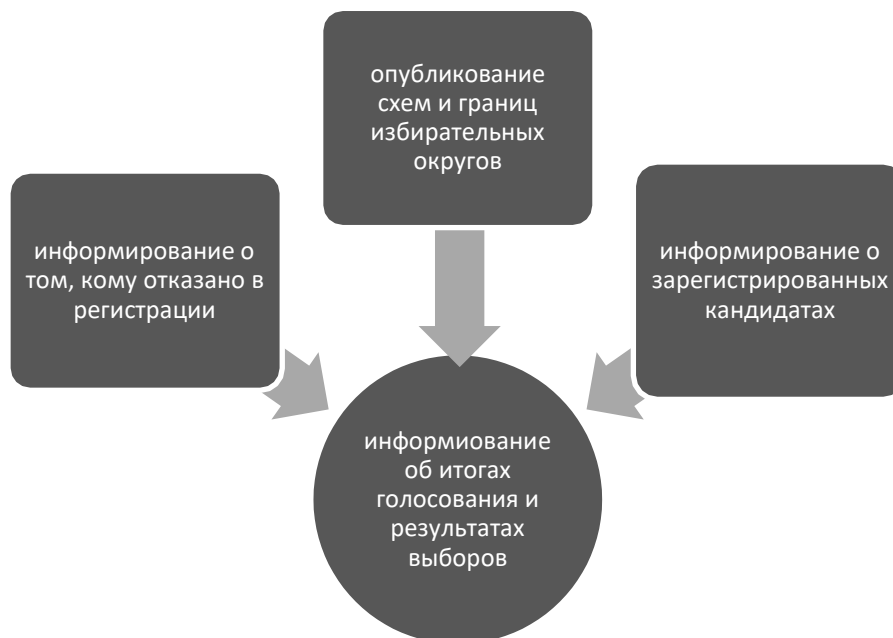 опубликование
схем и границ
избирательных
округов
информирование о
том, кому отказано в
регистрации
информирование о
зарегистрированных
кандидатах
информиование
об итогах
голосования и
результатах
выборов